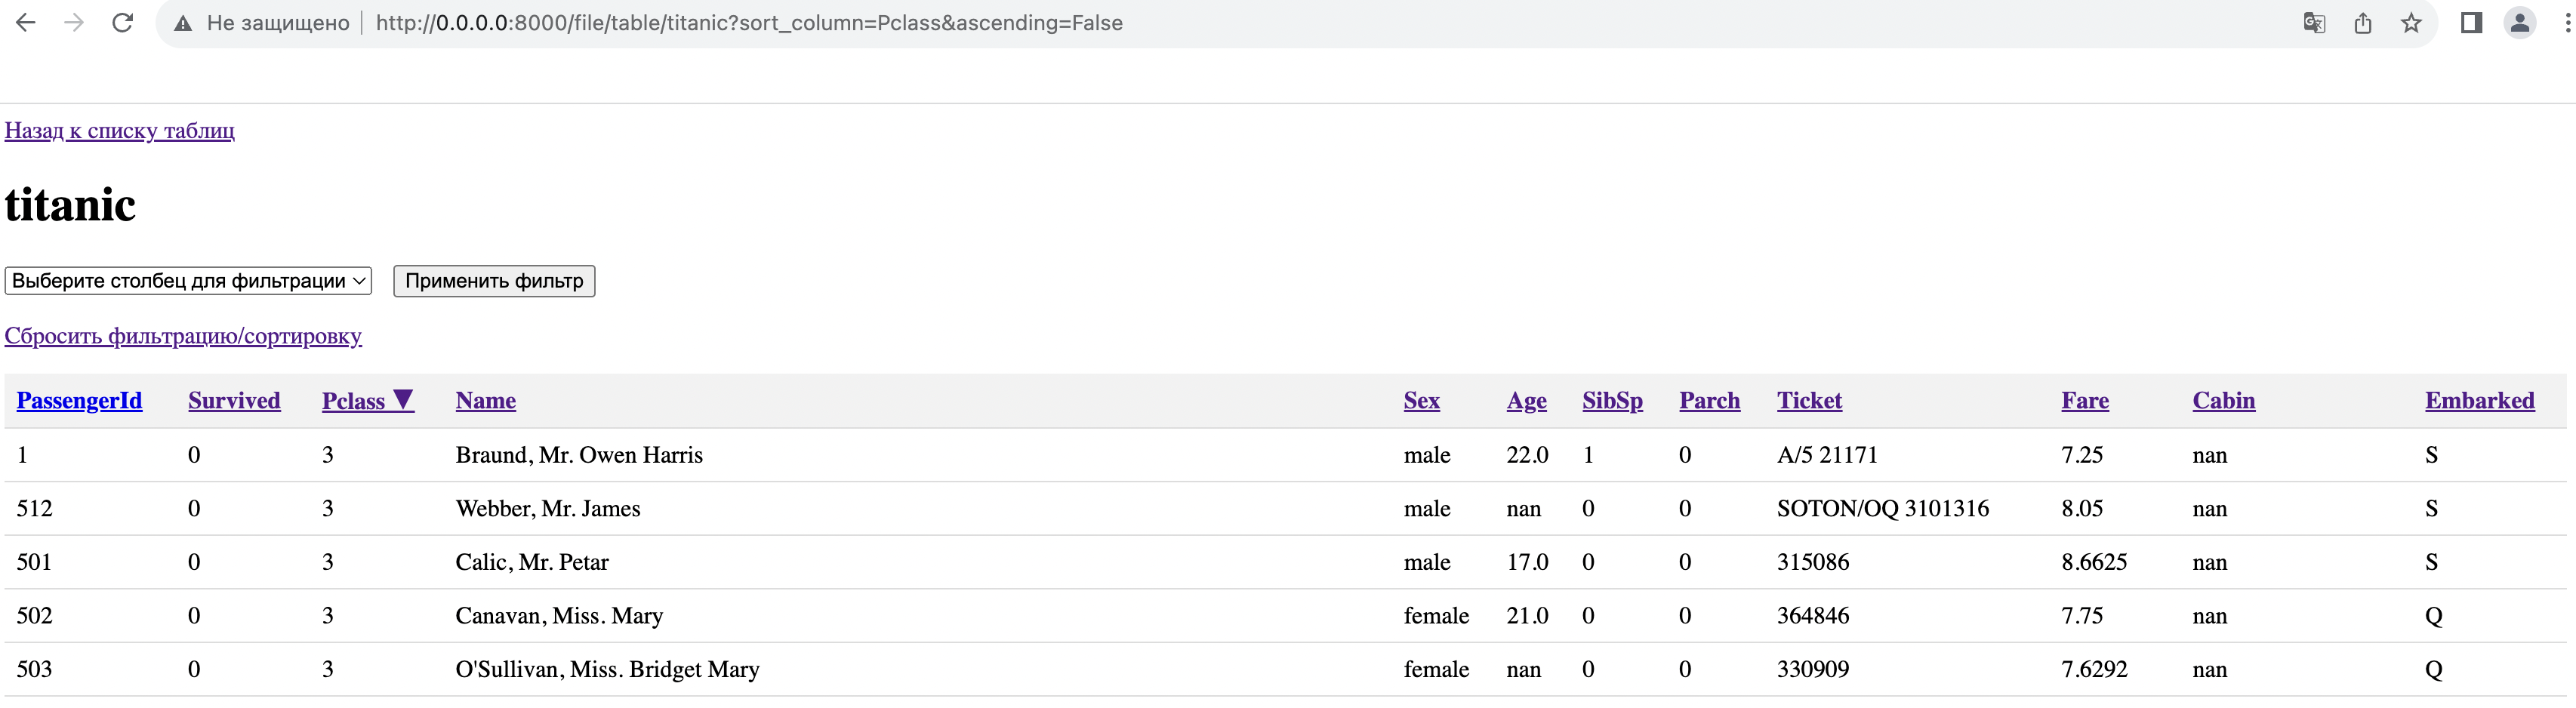 Не защищено http://0.0.0.0:8000/file/table/titanic?sort_column=Pclass&ascending=False
Назад к списку таблиц
titanic
Выберите столбец для фильтрации Применить фильтр
Сбросить фильтрацию/сортировку
PassengerId Survived Pclass ▼ Name Sex Age SibSp Parch Ticket Fare Cabin Embarked
1 0 3 Braund, Mr. Owen Harris male 22.0 1 0 A/5 21171 7.25 nan S
512 0 3 Webber, Mr. James male nan 0 0 SOTON/OQ 3101316 8.05 nan S
501 0 3 Calic, Mr. Petar male 17.0 0 0 315086 8.6625 nan S
502 0 3 Canavan, Miss. Mary female 21.0 0 0 364846 7.75 nan Q
503 0 3 O'Sullivan, Miss. Bridget Mary female nan 0 0 330909 7.6292 nan Q